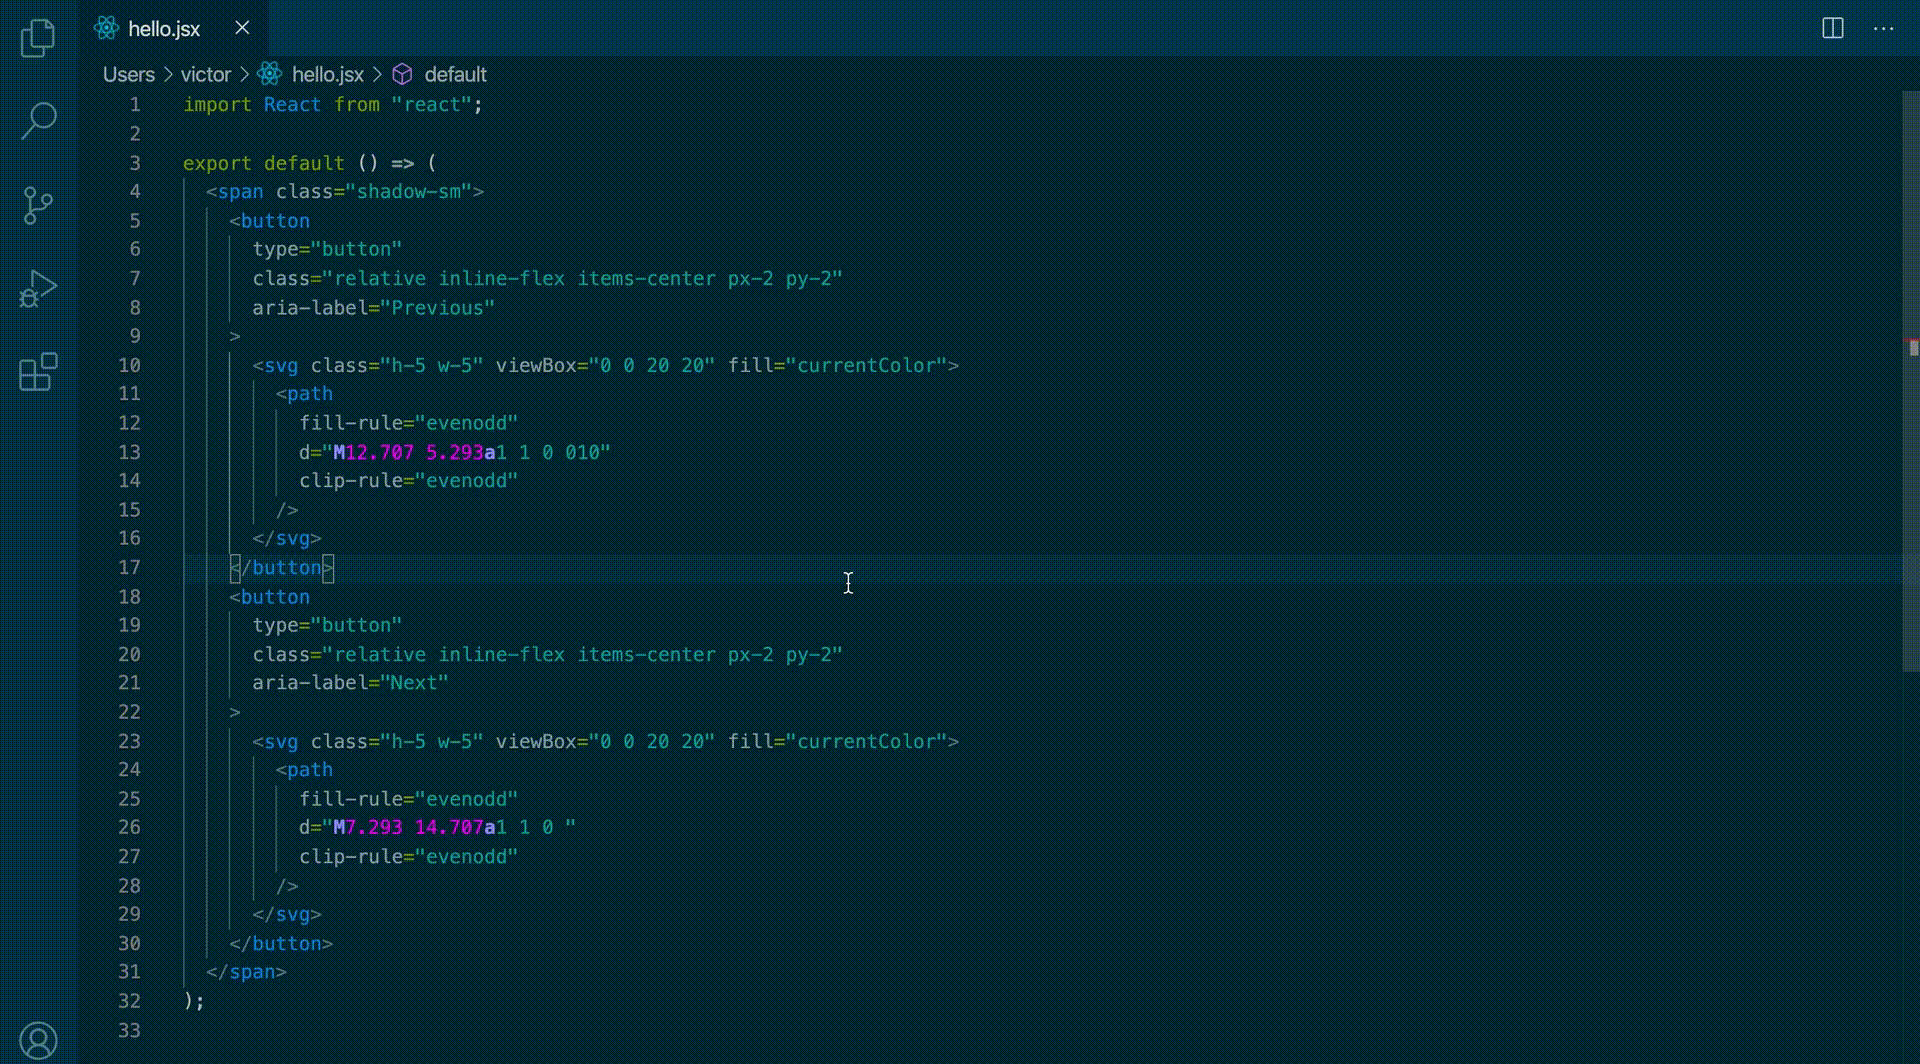 hello.jsx
Users > victor > hello.jsx > default
1 import React from "react";
2
3 export default () => (
4 <span class="shadow-sm">
5 <button
6 type="button"
7 class="relative inline-flex items-center px-2 py-2"
8 aria-label="Previous"
9 >
10 <svg class="h-5 w-5" viewBox="0 0 20 20" fill="currentColor">
11 <path
12 fill-rule="evenodd"
13 d="M12.707 5.293a1 1 0 010"
14 clip-rule="evenodd"
15 />
16 </svg>
17 </button>
18 <button
19 type="button"
20 class="relative inline-flex items-center px-2 py-2"
21 aria-label="Next"
22 >
23 <svg class="h-5 w-5" viewBox="0 0 20 20" fill="currentColor">
24 <path
25 fill-rule="evenodd"
26 d="M7.293 14.707a1 1 0 "
27 clip-rule="evenodd"
28 />
29 </svg>
30 </button>
31 </span>
32 );
33